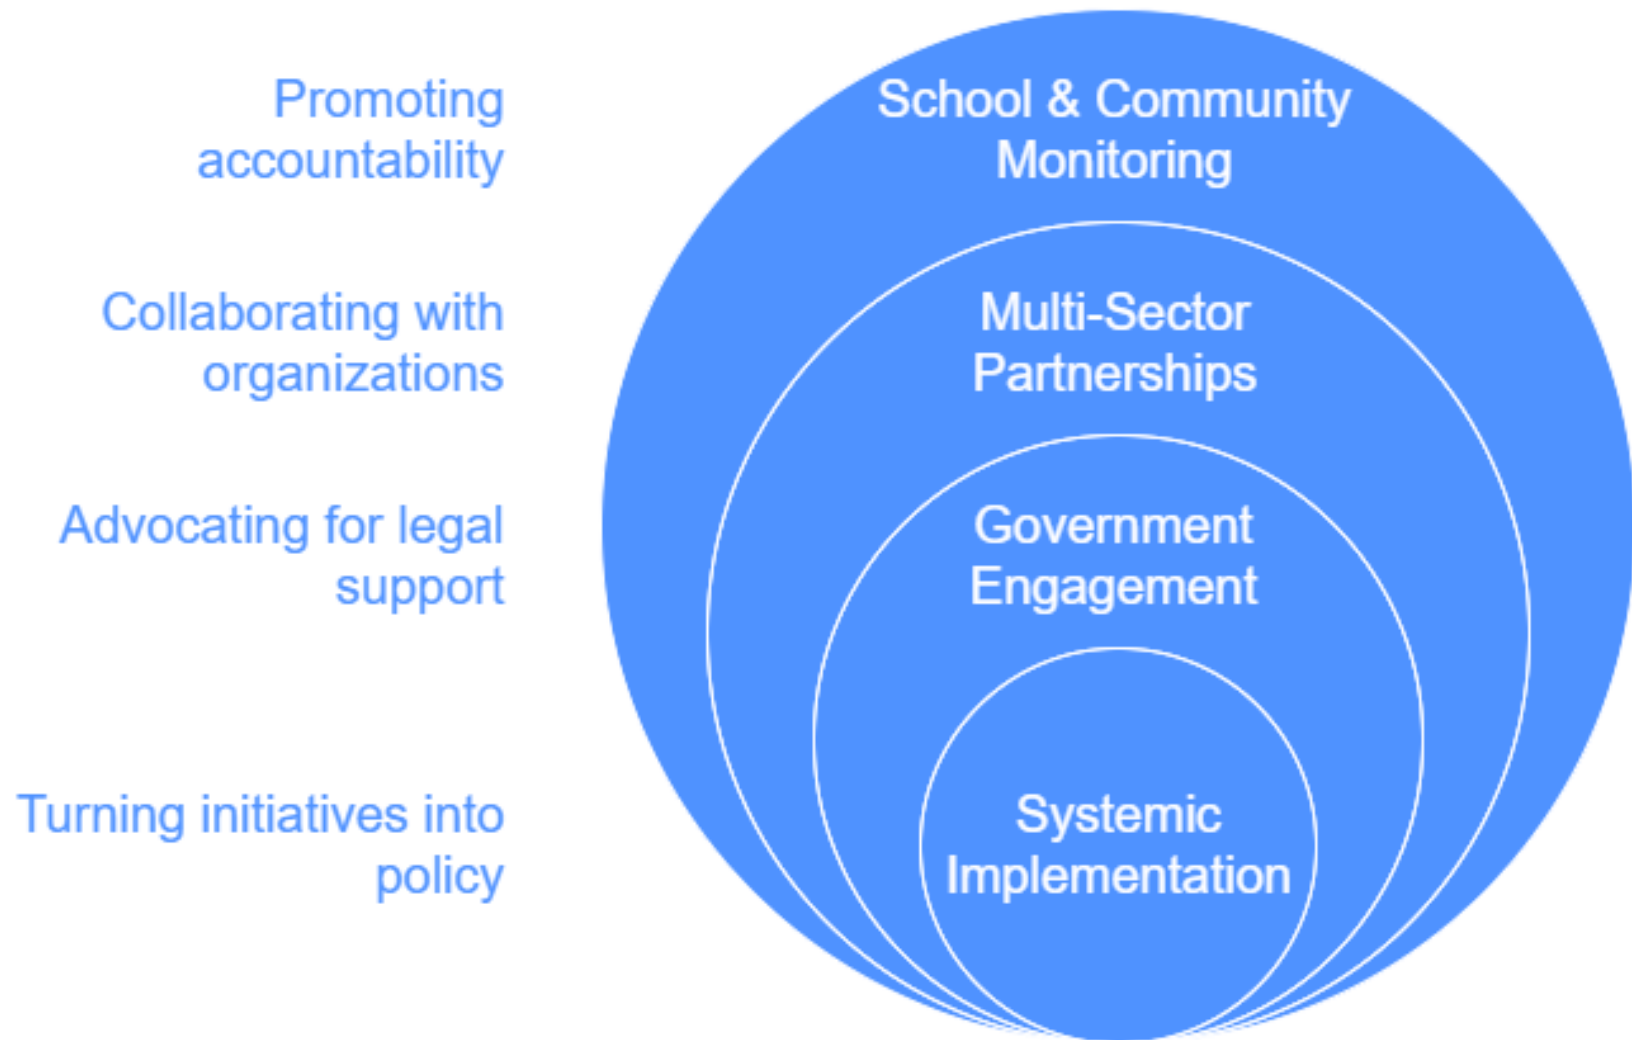 Promoting
accountability
School & Community
Monitoring
Collaborating with
organizations
Multi-Sector
Partnerships
Advocating for legal
support
Government
Engagement
Turning initiatives into
policy
Systemic
Implementation